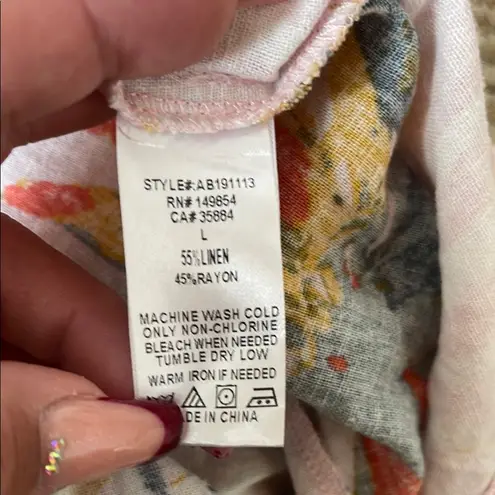 STYLE#:AB191113
RN# 149854
CA# 35884
L
55%LINEN
45%RAYON
MACHINE WASH COLD
ONLY NON-CHLORINE
BLEACH WHEN NEEDED
TUMBLE DRY LOW
WARM IRON IF NEEDED
DE IN CHINA